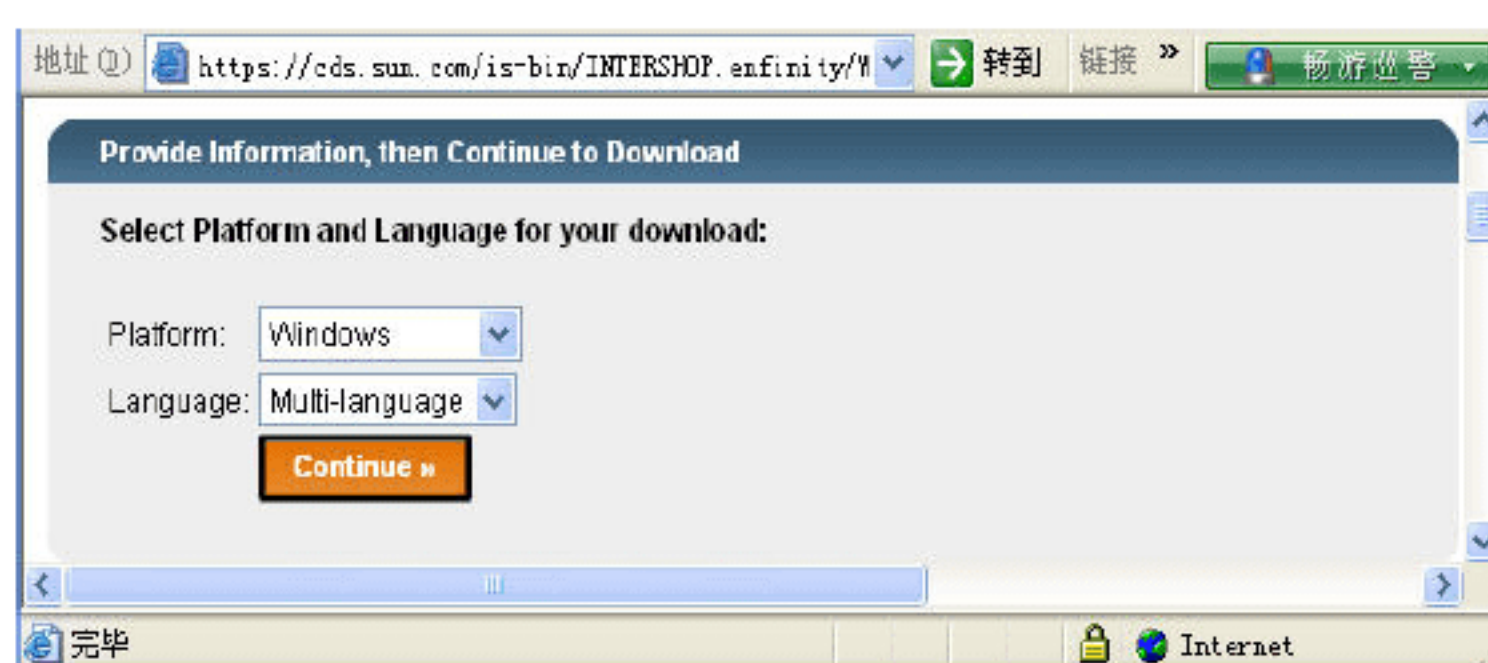 地址(D) https://cds.sun.com/is-bin/INTERSHOP.enfinity/W 转到 链接 » 畅游巡警
Provide Information, then Continue to Download
Select Platform and Language for your download:
Platform: Windows
Language: Multi-language
Continue »
完毕 Internet